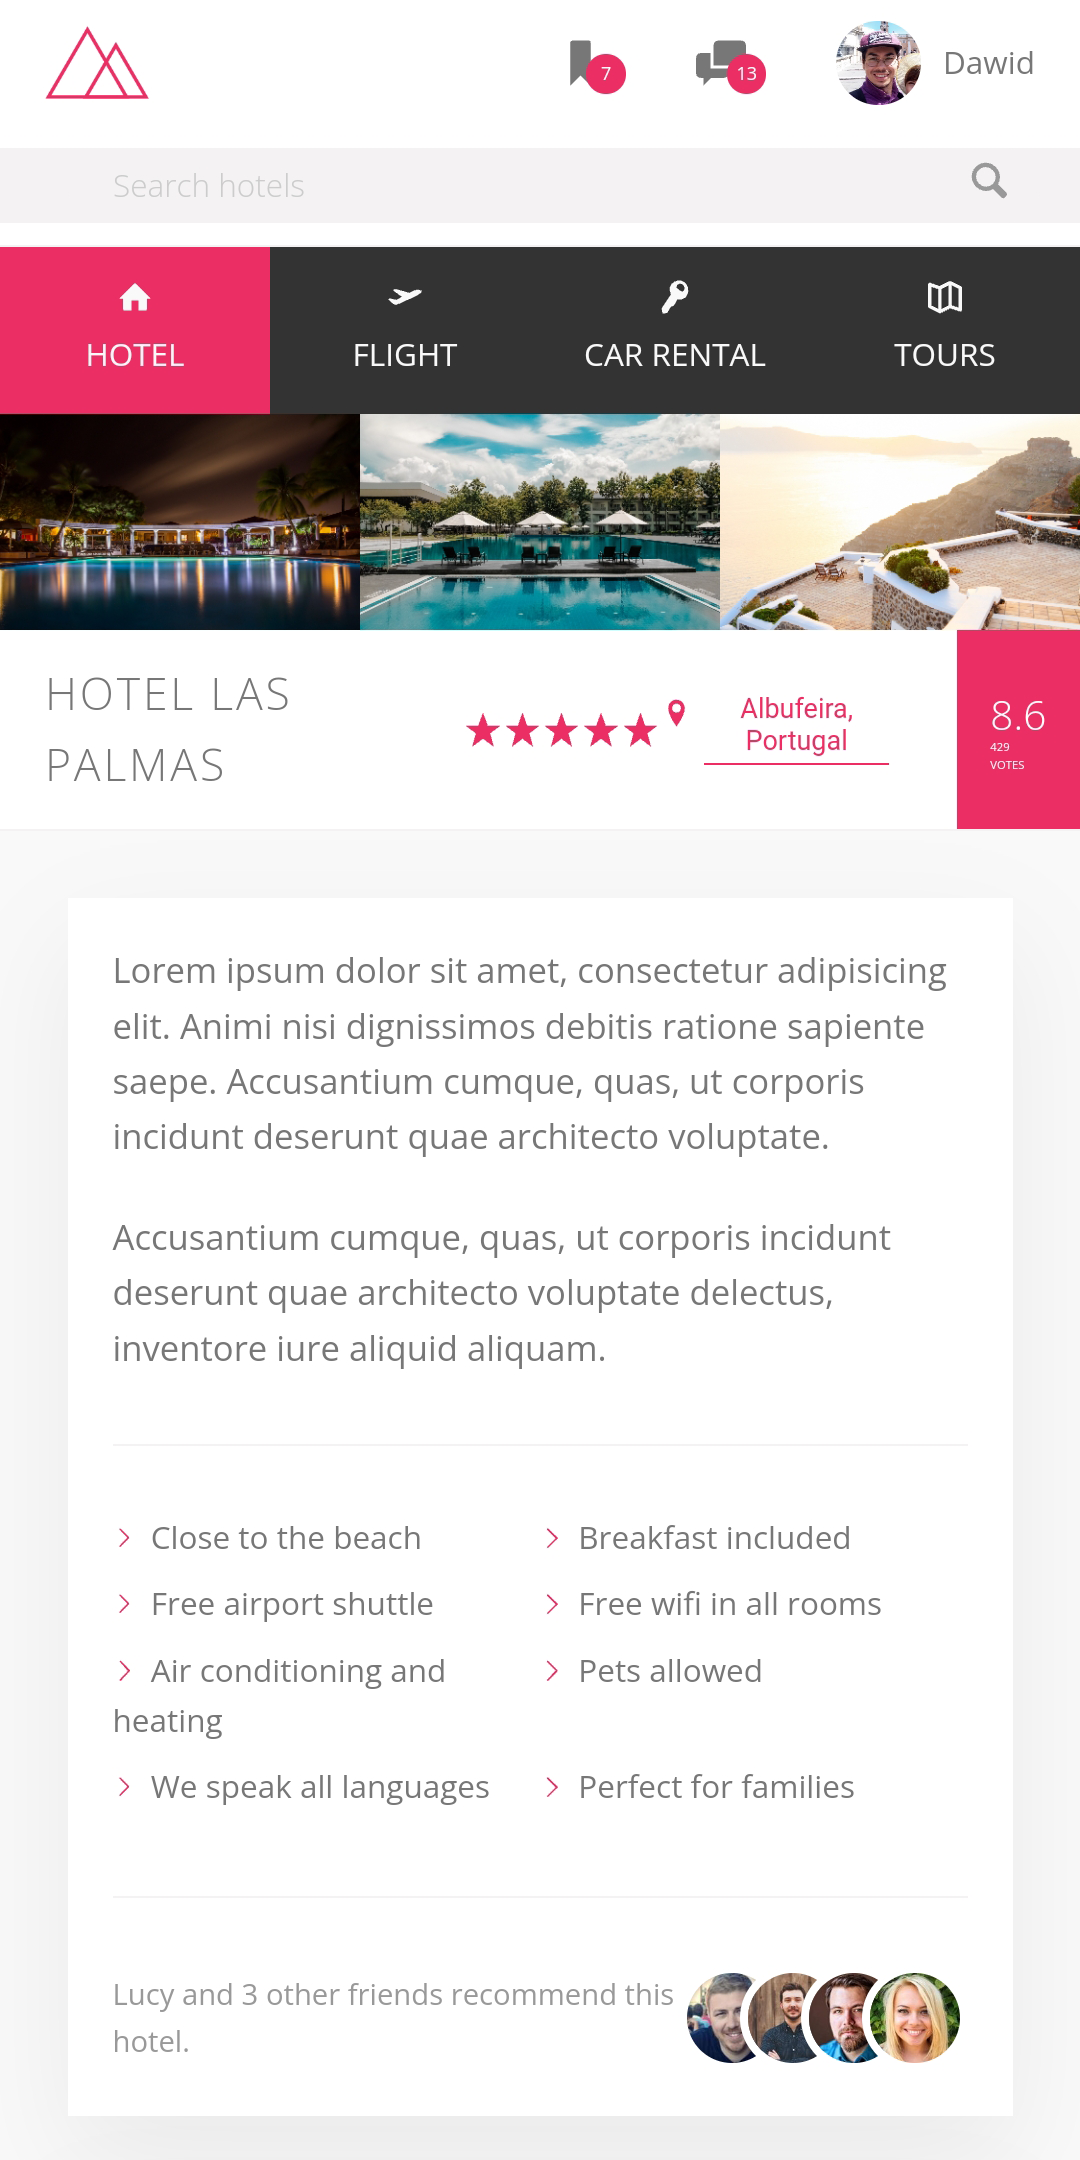 7
13
Dawid
Search hotels
HOTEL
FLIGHT
CAR RENTAL
TOURS
HOTEL LAS
PALMAS
Albufeira,
Portugal
8.6
429
VOTES
Lorem ipsum dolor sit amet, consectetur adipisicing
elit. Animi nisi dignissimos debitis ratione sapiente
saepe. Accusantium cumque, quas, ut corporis
incidunt deserunt quae architecto voluptate.
Accusantium cumque, quas, ut corporis incidunt
deserunt quae architecto voluptate delectus,
inventore iure aliquid aliquam.
Close to the beach
Breakfast included
Free airport shuttle
Free wifi in all rooms
Air conditioning and
heating
Pets allowed
We speak all languages
Perfect for families
Lucy and 3 other friends recommend this
hotel.